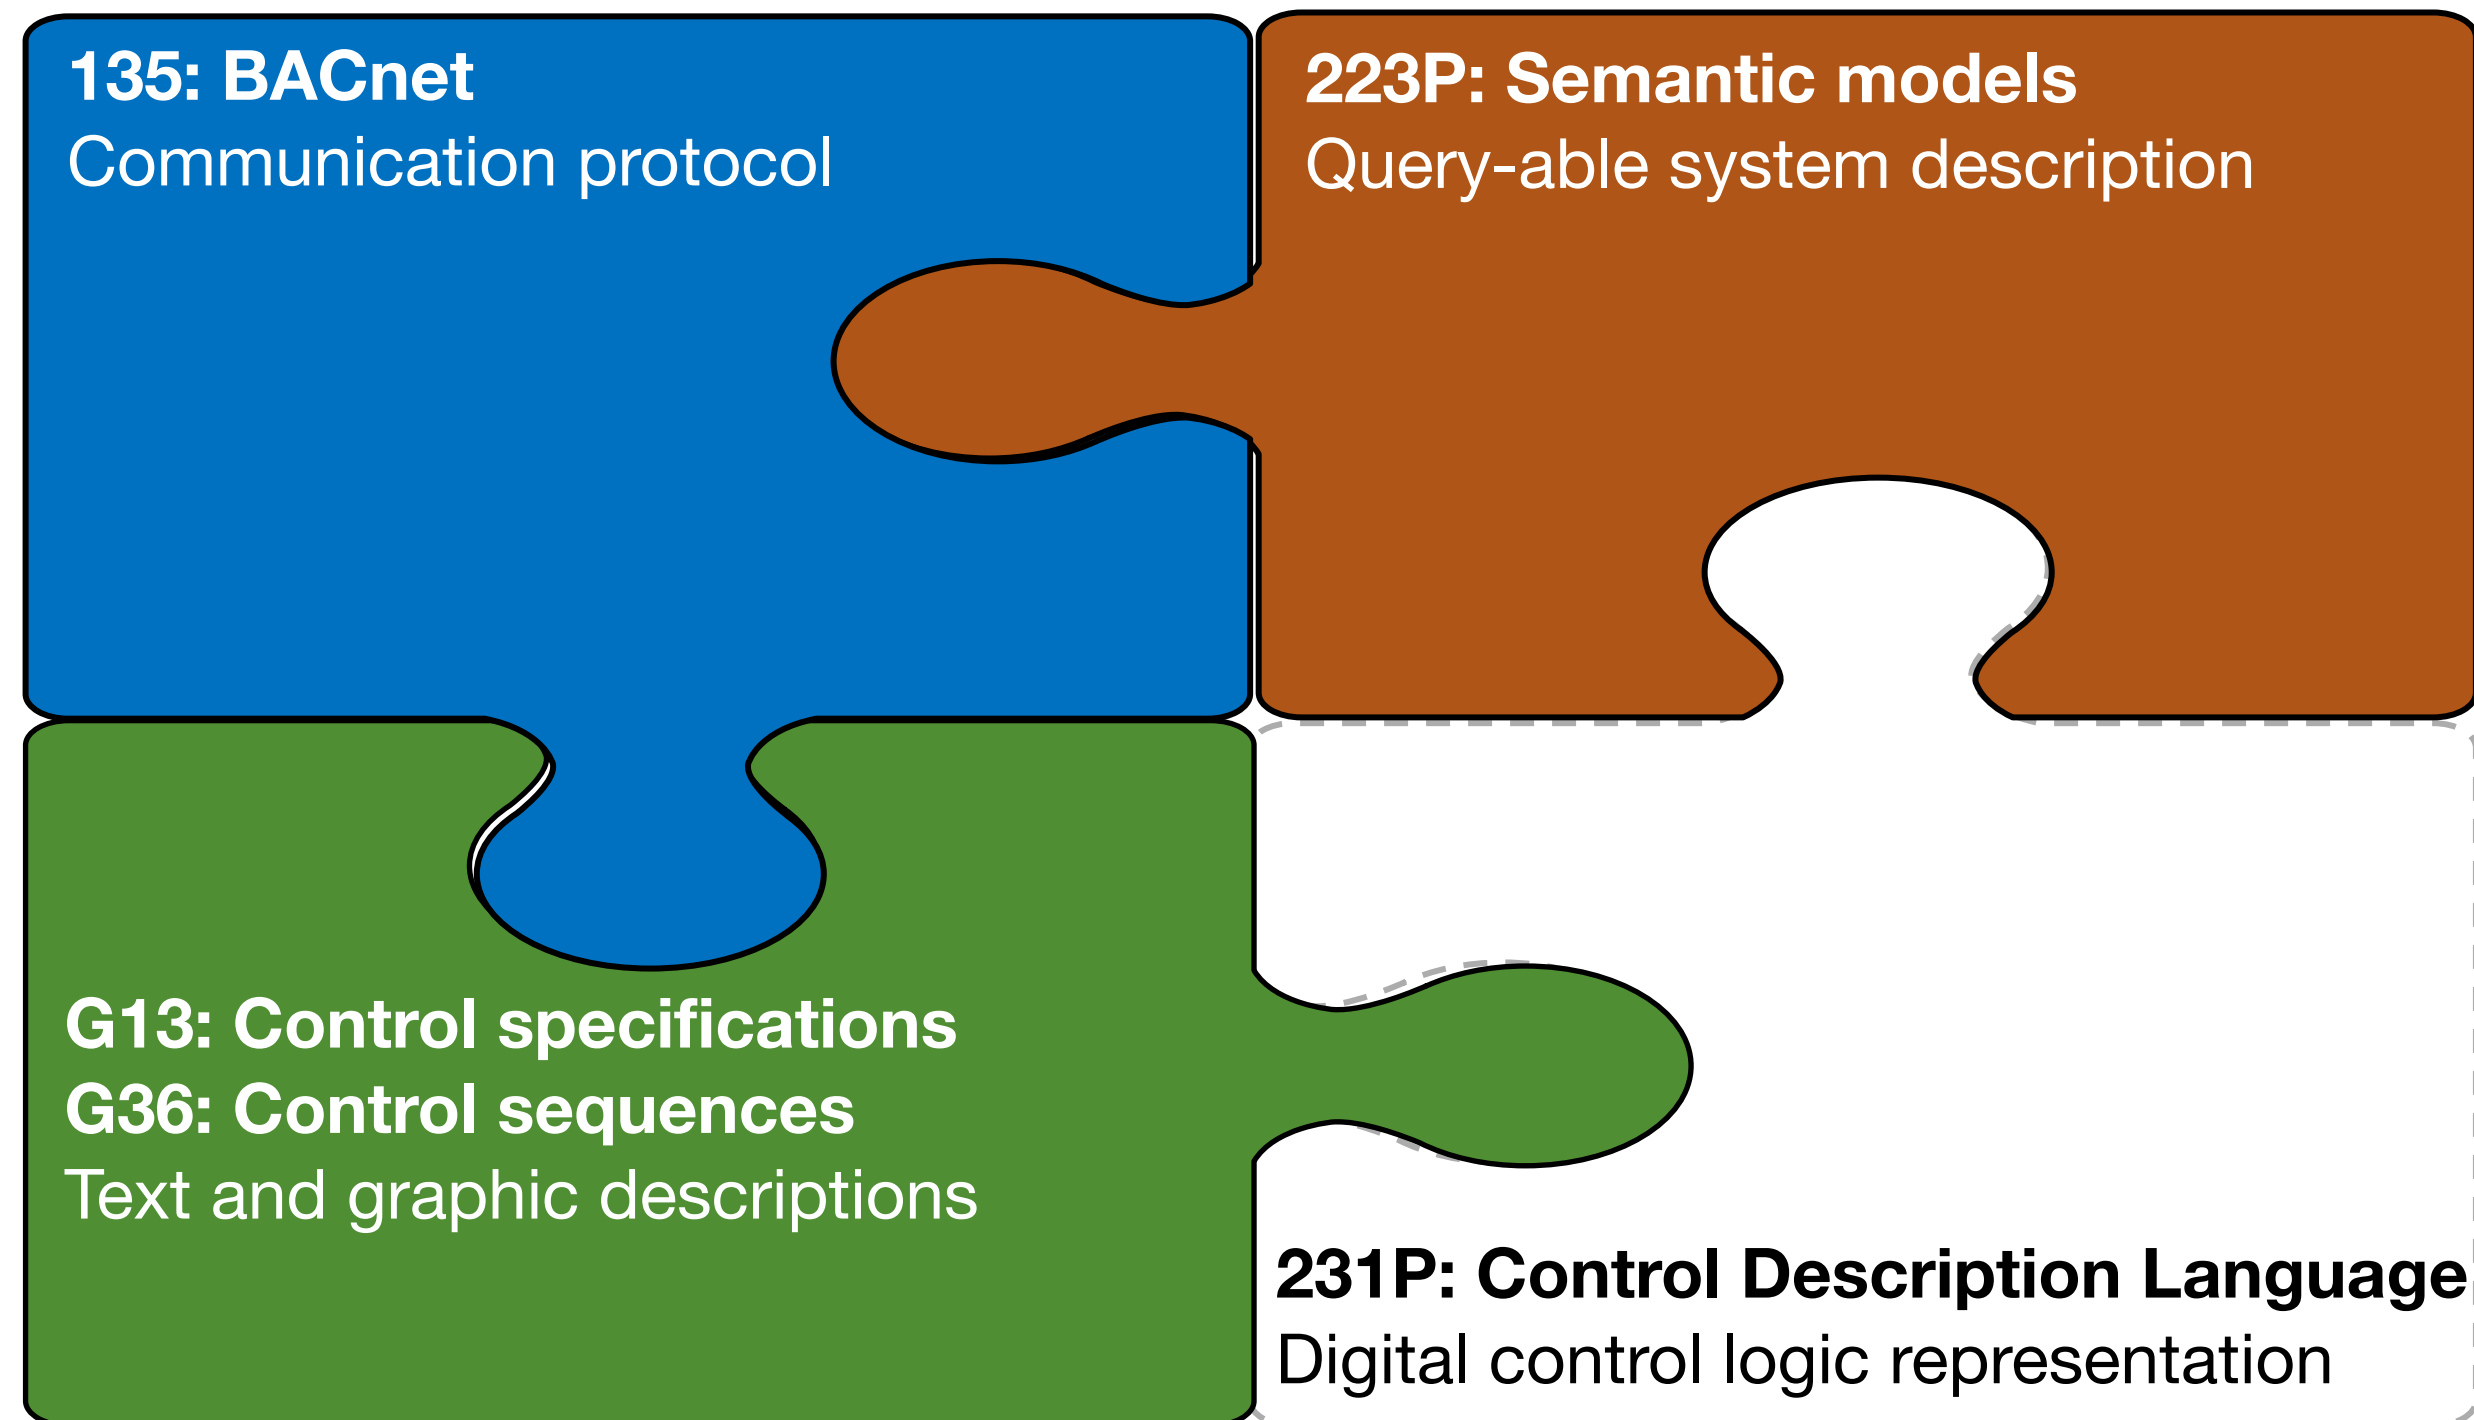 135: BACnet
Communication protocol
223P: Semantic models
Query-able system description
G13: Control specifications
G36: Control sequences
Text and graphic descriptions
231P: Control Description Language
Digital control logic representation